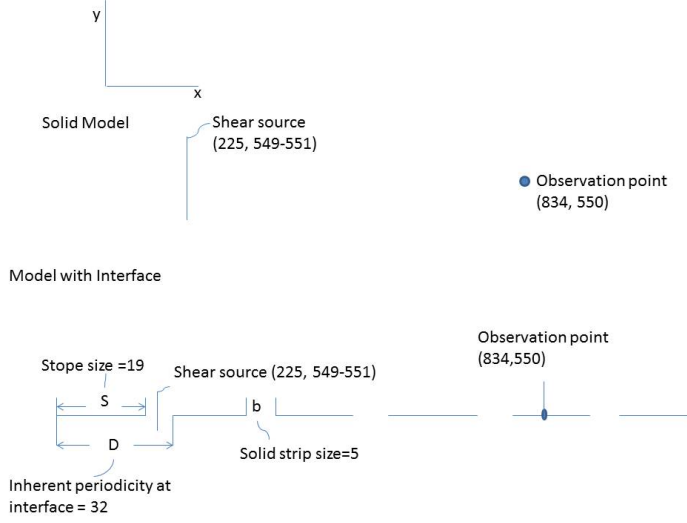 y
x
Solid Model
Shear source
(225, 549-551)
Observation point
(834, 550)
Model with Interface
Observation point
(834,550)
Stope size =19
Shear source (225, 549-551)
S
b
D
Solid strip size=5
Inherent periodicity at
interface = 32